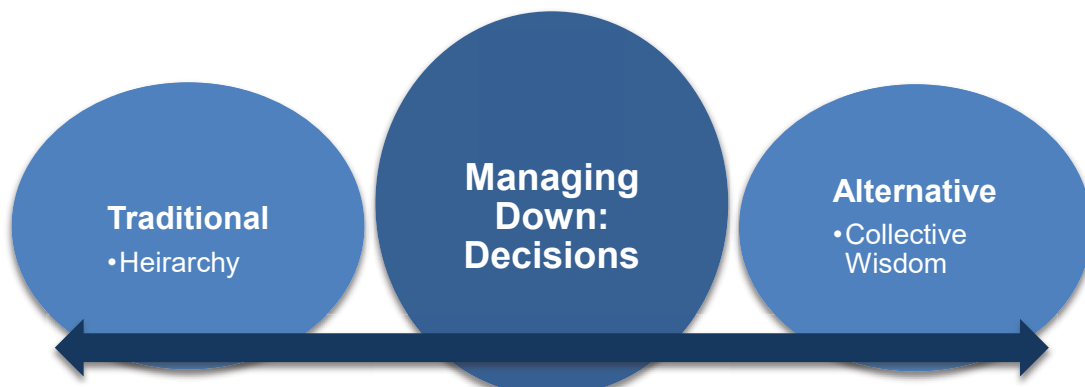 Traditional
•Heirarchy
Managing
Down:
Decisions
Alternative
•Collective
Wisdom